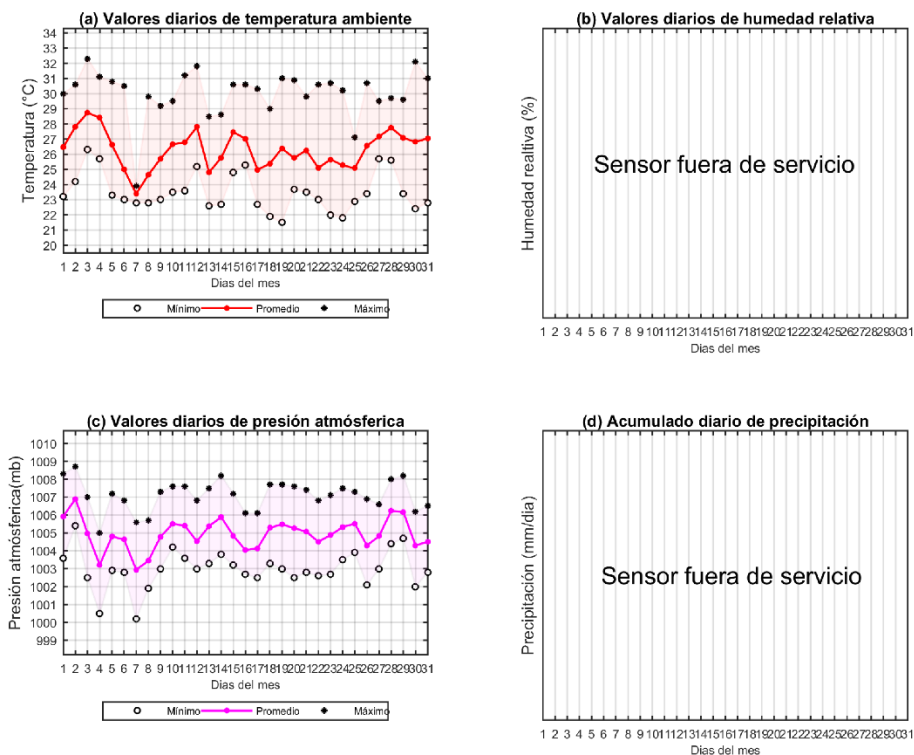 (a) Valores diarios de temperatura ambiente
34
33
32
31
30
29
28
27
26
25
24
23
22
21
20
Temperatura (°C)
1 2 3 4 5 6 7 8 9 10 11 12 13 14 15 16 17 18 19 20 21 22 23 24 25 26 27 28 29 30 31
Dias del mes
Mínimo Promedio Máximo
(b) Valores diarios de humedad relativa
Humedad realtiva (%)
Sensor fuera de servicio
1 2 3 4 5 6 7 8 9 10 11 12 13 14 15 16 17 18 19 20 21 22 23 24 25 26 27 28 29 30 31
Dias del mes
(c) Valores diarios de presión atmósferica
1010
1009
1008
1007
1006
1005
1004
1003
1002
1001
1000
999
Presión atmósferica(mb)
1 2 3 4 5 6 7 8 9 10 11 12 13 14 15 16 17 18 19 20 21 22 23 24 25 26 27 28 29 30 31
Dias del mes
Mínimo Promedio Máximo
(d) Acumulado diario de precipitación
Precipitación (mm/dia)
Sensor fuera de servicio
1 2 3 4 5 6 7 8 9 10 11 12 13 14 15 16 17 18 19 20 21 22 23 24 25 26 27 28 29 30 31
Dias del mes